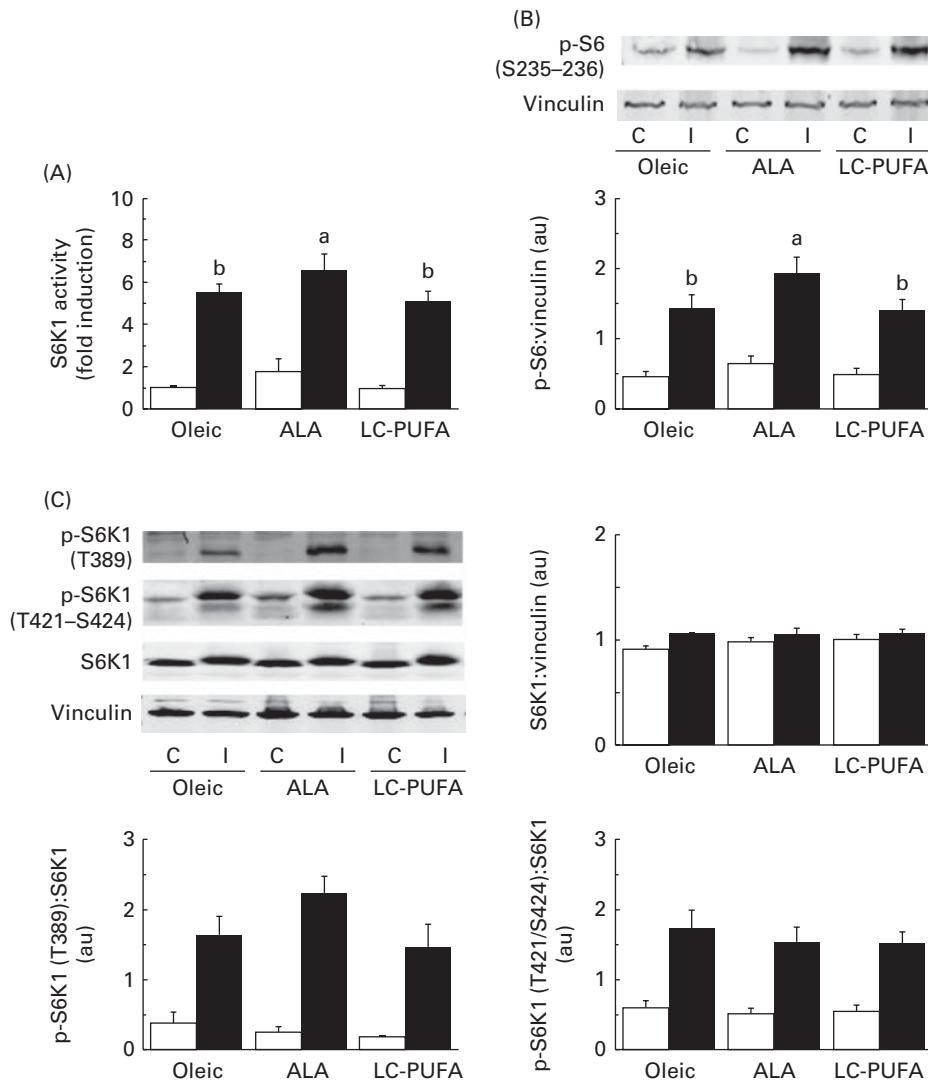 (B)
p-S6
(S235–236)
Vinculin
C I C I C I
Oleic ALA LC-PUFA
(A)
S6K1 activity
(fold induction)
10
8
6
4
2
0
b a b
Oleic ALA LC-PUFA
p-S6:vinculin (au)
3
2
1
0
b a b
Oleic ALA LC-PUFA
(C)
p-S6K1
(T389)
p-S6K1
(T421–S424)
S6K1
Vinculin
C I C I C I
Oleic ALA LC-PUFA
S6K1:vinculin (au)
2
1
0
Oleic ALA LC-PUFA
p-S6K1 (T389):S6K1
(au)
3
2
1
0
Oleic ALA LC-PUFA
p-S6K1 (T421/S424):S6K1
(au)
3
2
1
0
Oleic ALA LC-PUFA